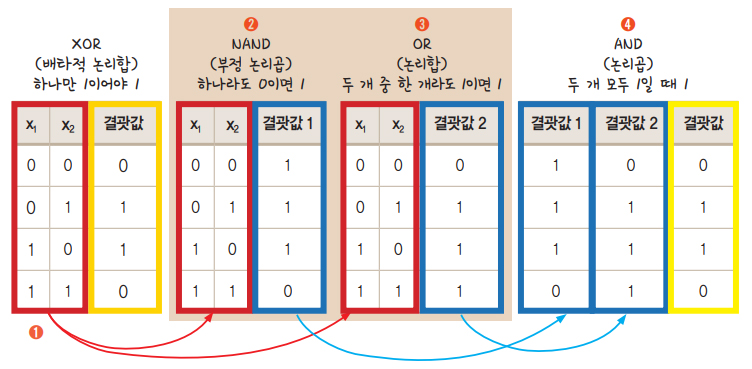 XOR
(배타적 논리합)
하나만 1이어야 1
x1 x2 결괏값
0 0 0
0 1 1
1 0 1
1 1 0
❶
❷
NAND
(부정 논리곱)
하나라도 0이면 1
x1 x2 결괏값 1
0 0 1
0 1 1
1 0 1
1 1 0
❸
OR
(논리합)
두 개 중 한 개라도 1이면 1
x1 x2 결괏값 2
0 0 0
0 1 1
1 0 1
1 1 1
❹
AND
(논리곱)
두 개 모두 1일 때 1
결괏값 1 결괏값 2 결괏값
1 0 0
1 1 1
1 1 1
0 1 0